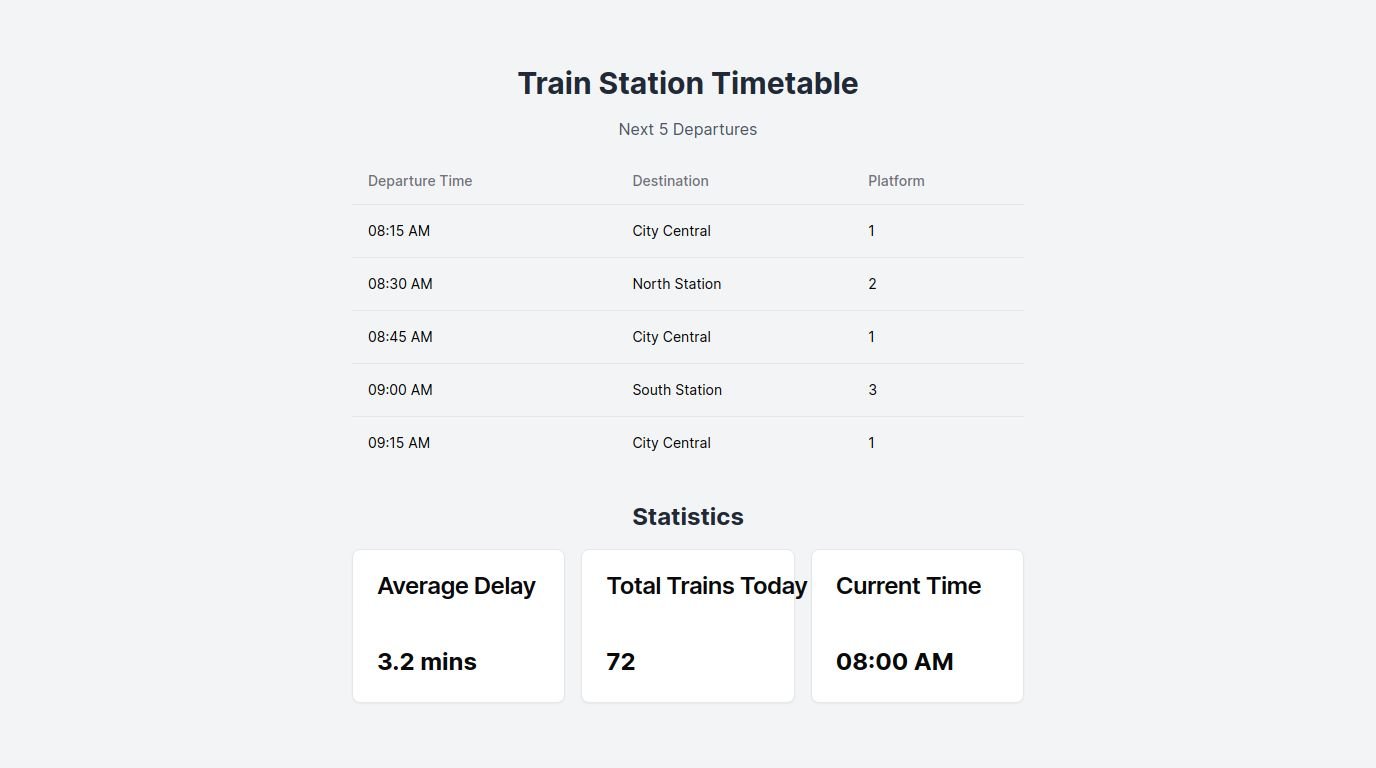 Train Station Timetable
Next 5 Departures
Departure Time Destination Platform
08:15 AM City Central 1
08:30 AM North Station 2
08:45 AM City Central 1
09:00 AM South Station 3
09:15 AM City Central 1
Statistics
Average Delay Total Trains Today Current Time
3.2 mins 72 08:00 AM